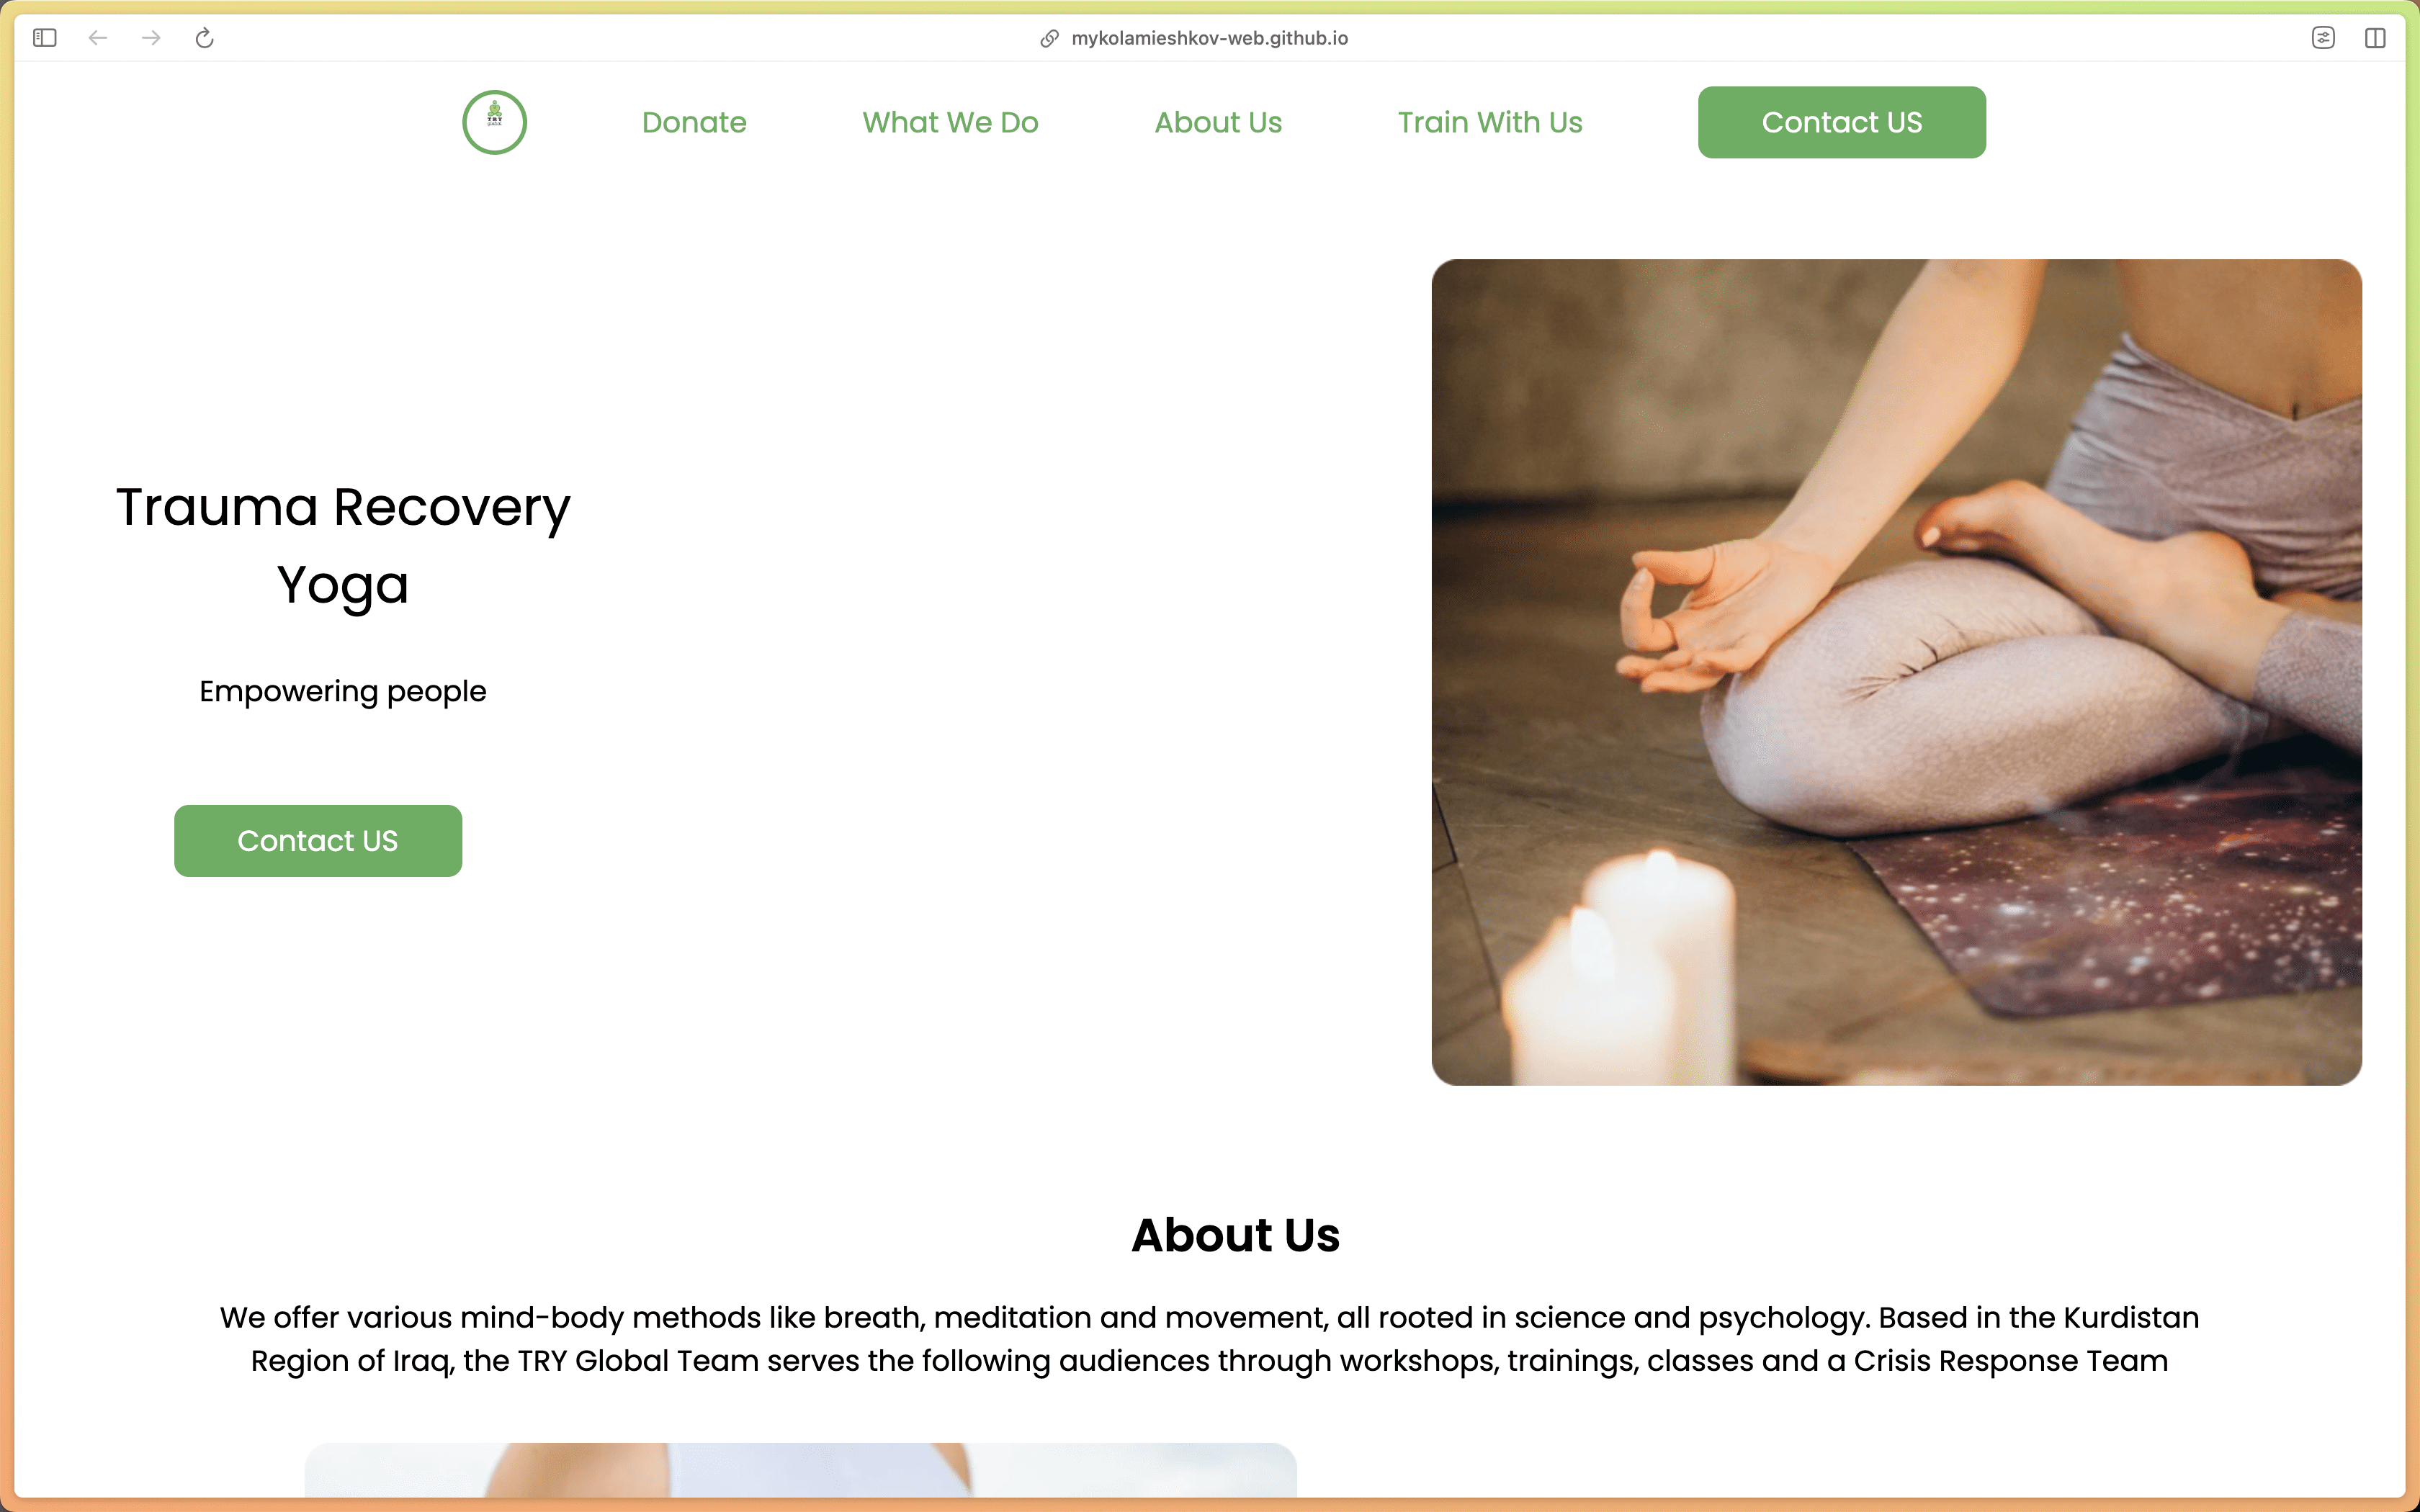 mykolamieshkov-web.github.io
TRY
Donate
What We Do
About Us
Train With Us
Contact US
Trauma Recovery
Yoga
Empowering people
Contact US
About Us
We offer various mind-body methods like breath, meditation and movement, all rooted in science and psychology. Based in the Kurdistan
Region of Iraq, the TRY Global Team serves the following audiences through workshops, trainings, classes and a Crisis Response Team